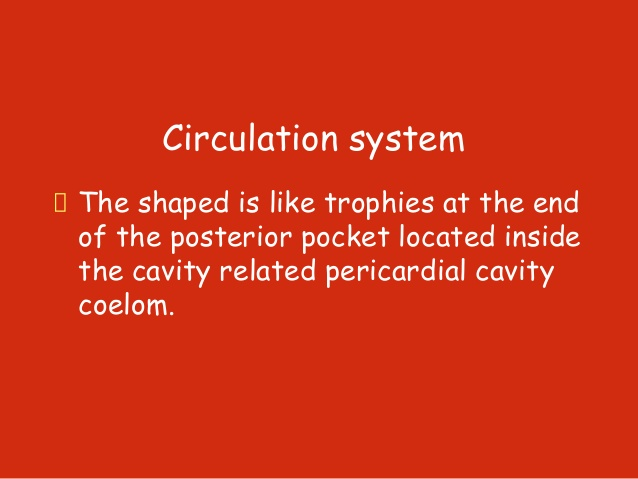 Circulation system
The shaped is like trophies at the end
of the posterior pocket located inside
the cavity related pericardial cavity
coelom.